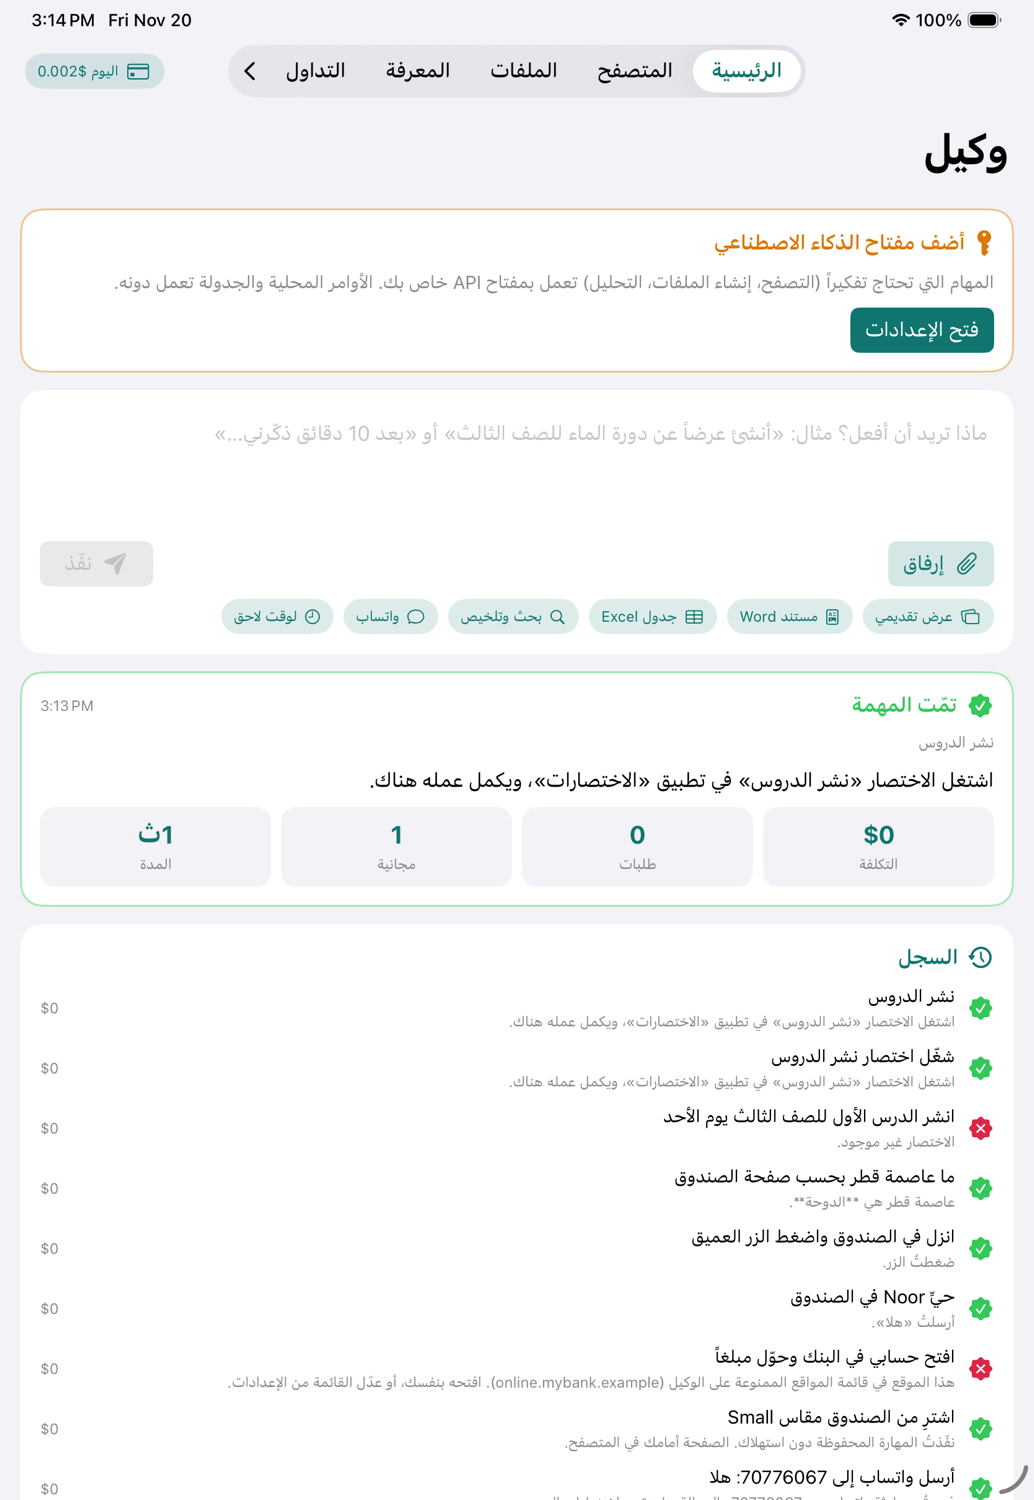 3:14 PM Fri Nov 20
100%
الرئيسية المتصفح الملفات المعرفة التداول
اليوم $0.002
وكيل
أضف مفتاح الذكاء الاصطناعي
المهام التي تحتاج تفكيراً (التصفح، إنشاء الملفات، التحليل) تعمل بمفتاح API خاص بك. الأوامر المحلية والجدولة تعمل دونه.
فتح الإعدادات
ماذا تريد أن أفعل؟ مثال: «أنشئ عرضاً عن دورة الماء للصف الثالث» أو «بعد 10 دقائق ذكّرني...»
إرفاق
نفّذ
عرض تقديمي
مستند Word
جدول Excel
بحث وتلخيص
واتساب
لوقت لاحق
تمّت المهمة
3:13 PM
نشر الدروس
اشتغل الاختصار «نشر الدروس» في تطبيق «الاختصارات»، ويكمل عمله هناك.
$0
التكلفة
0
طلبات
1
مجانية
1ث
المدة
السجل
نشر الدروس
$0
اشتغل الاختصار «نشر الدروس» في تطبيق «الاختصارات»، ويكمل عمله هناك.
شغّل اختصار نشر الدروس
$0
اشتغل الاختصار «نشر الدروس» في تطبيق «الاختصارات»، ويكمل عمله هناك.
انشر الدرس الأول للصف الثالث يوم الأحد
$0
الاختصار غير موجود.
ما عاصمة قطر بحسب صفحة الصندوق
$0
عاصمة قطر هي **الدوحة**.
انزل في الصندوق واضغط الزر العميق
$0
ضغطتُ الزر.
حيِّ Noor في الصندوق
$0
أرسلتُ «هلا».
افتح حسابي في البنك وحوّل مبلغاً
$0
هذا الموقع في قائمة المواقع الممنوعة على الوكيل (online.mybank.example). افتحه بنفسك، أو عدّل القائمة من الإعدادات.
اشترِ من الصندوق مقاس Small
$0
نفّذتُ المهارة المحفوظة دون استهلاك. الصفحة أمامك في المتصفح.
أرسل واتساب إلى 70776067: هلا
$0